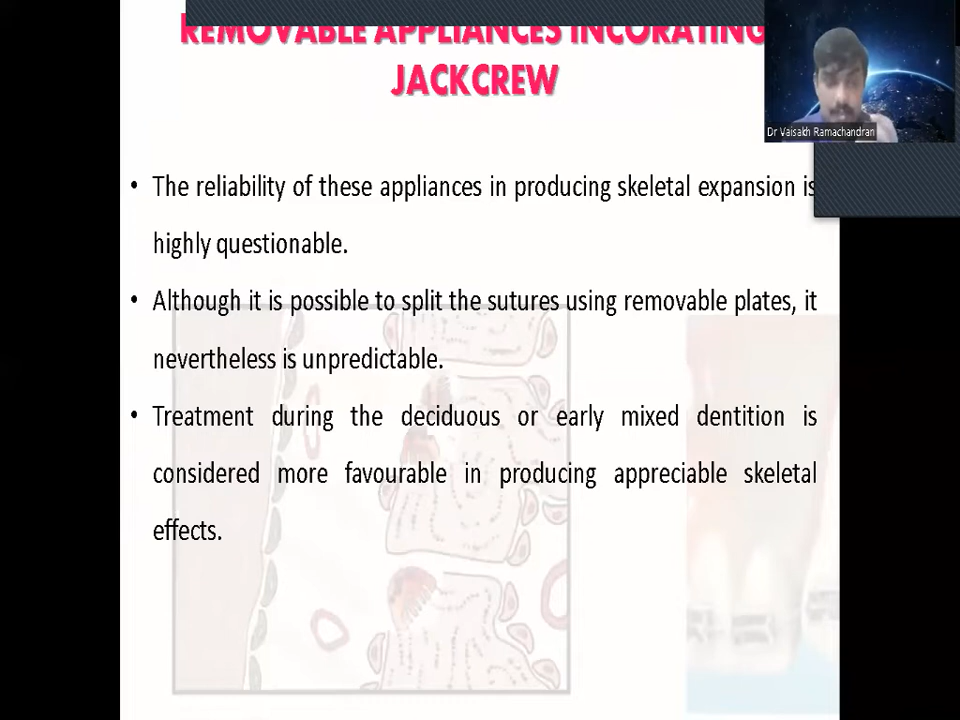 REMOVABLE APPLIANCES INCORATING
JACKCREW
Dr Vaisakh Ramachandran
• The reliability of these appliances in producing skeletal expansion is
highly questionable.
• Although it is possible to split the sutures using removable plates, it
nevertheless is unpredictable.
• Treatment during the deciduous or early mixed dentition is
considered more favourable in producing appreciable skeletal
effects.